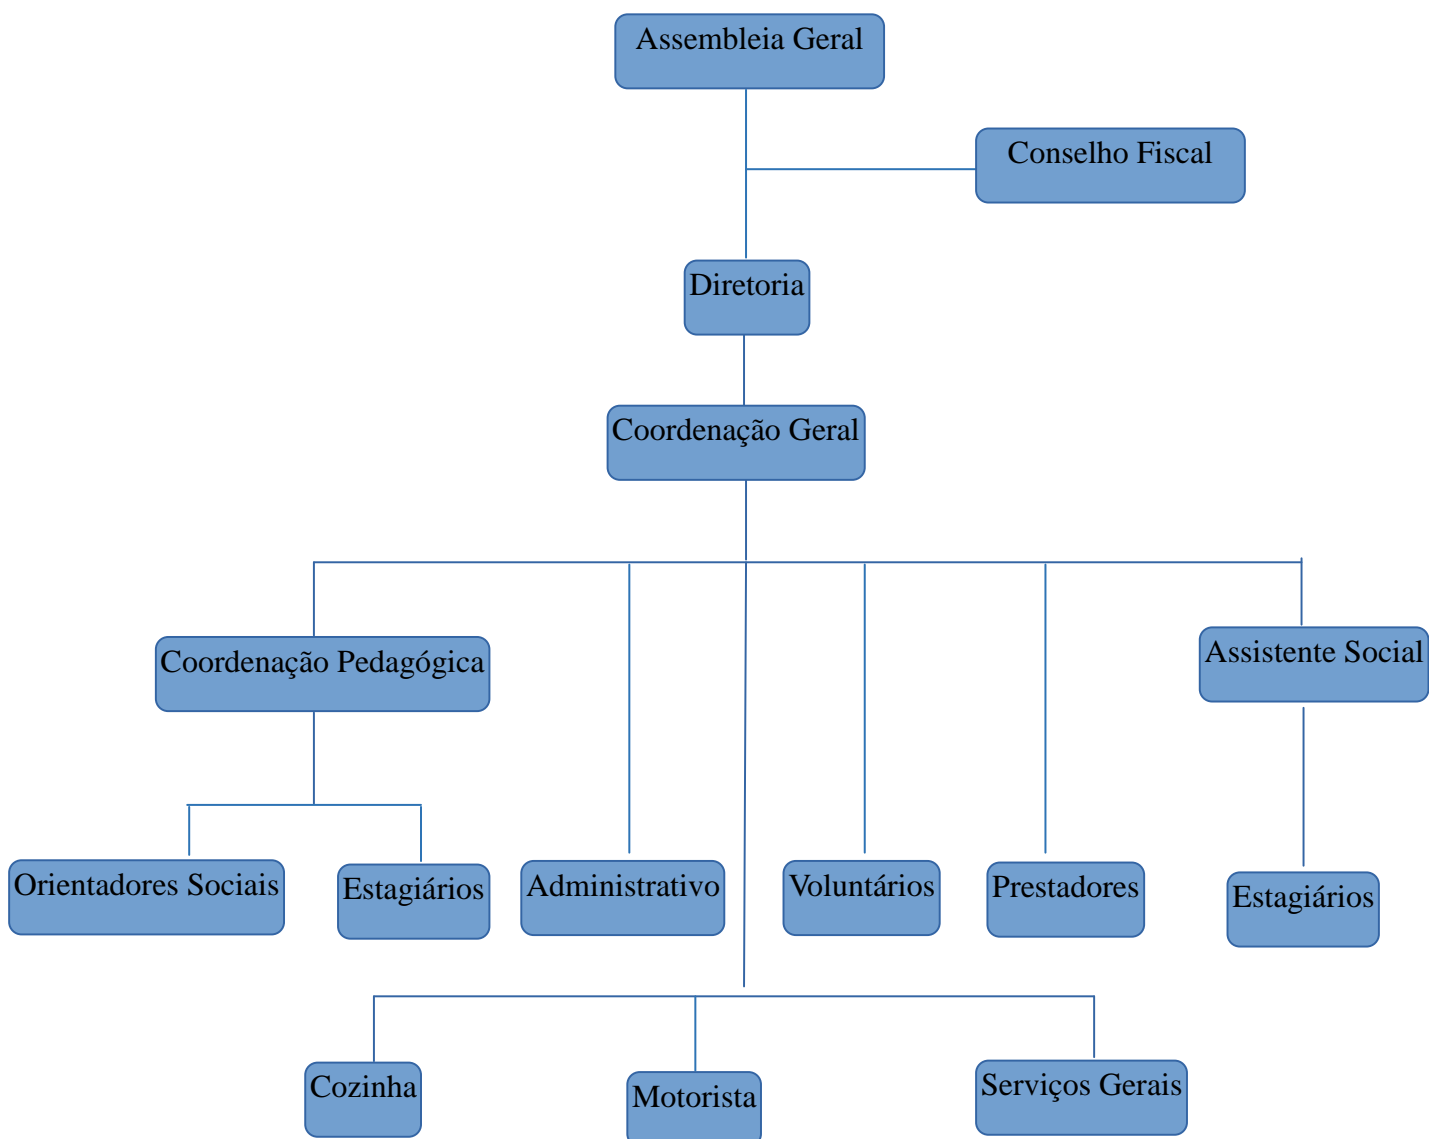 Assembleia Geral
Conselho Fiscal
Diretoria
Coordenação Geral
Coordenação Pedagógica
Assistente Social
Orientadores Sociais
Estagiários
Administrativo
Voluntários
Prestadores
Estagiários
Cozinha
Motorista
Serviços Gerais